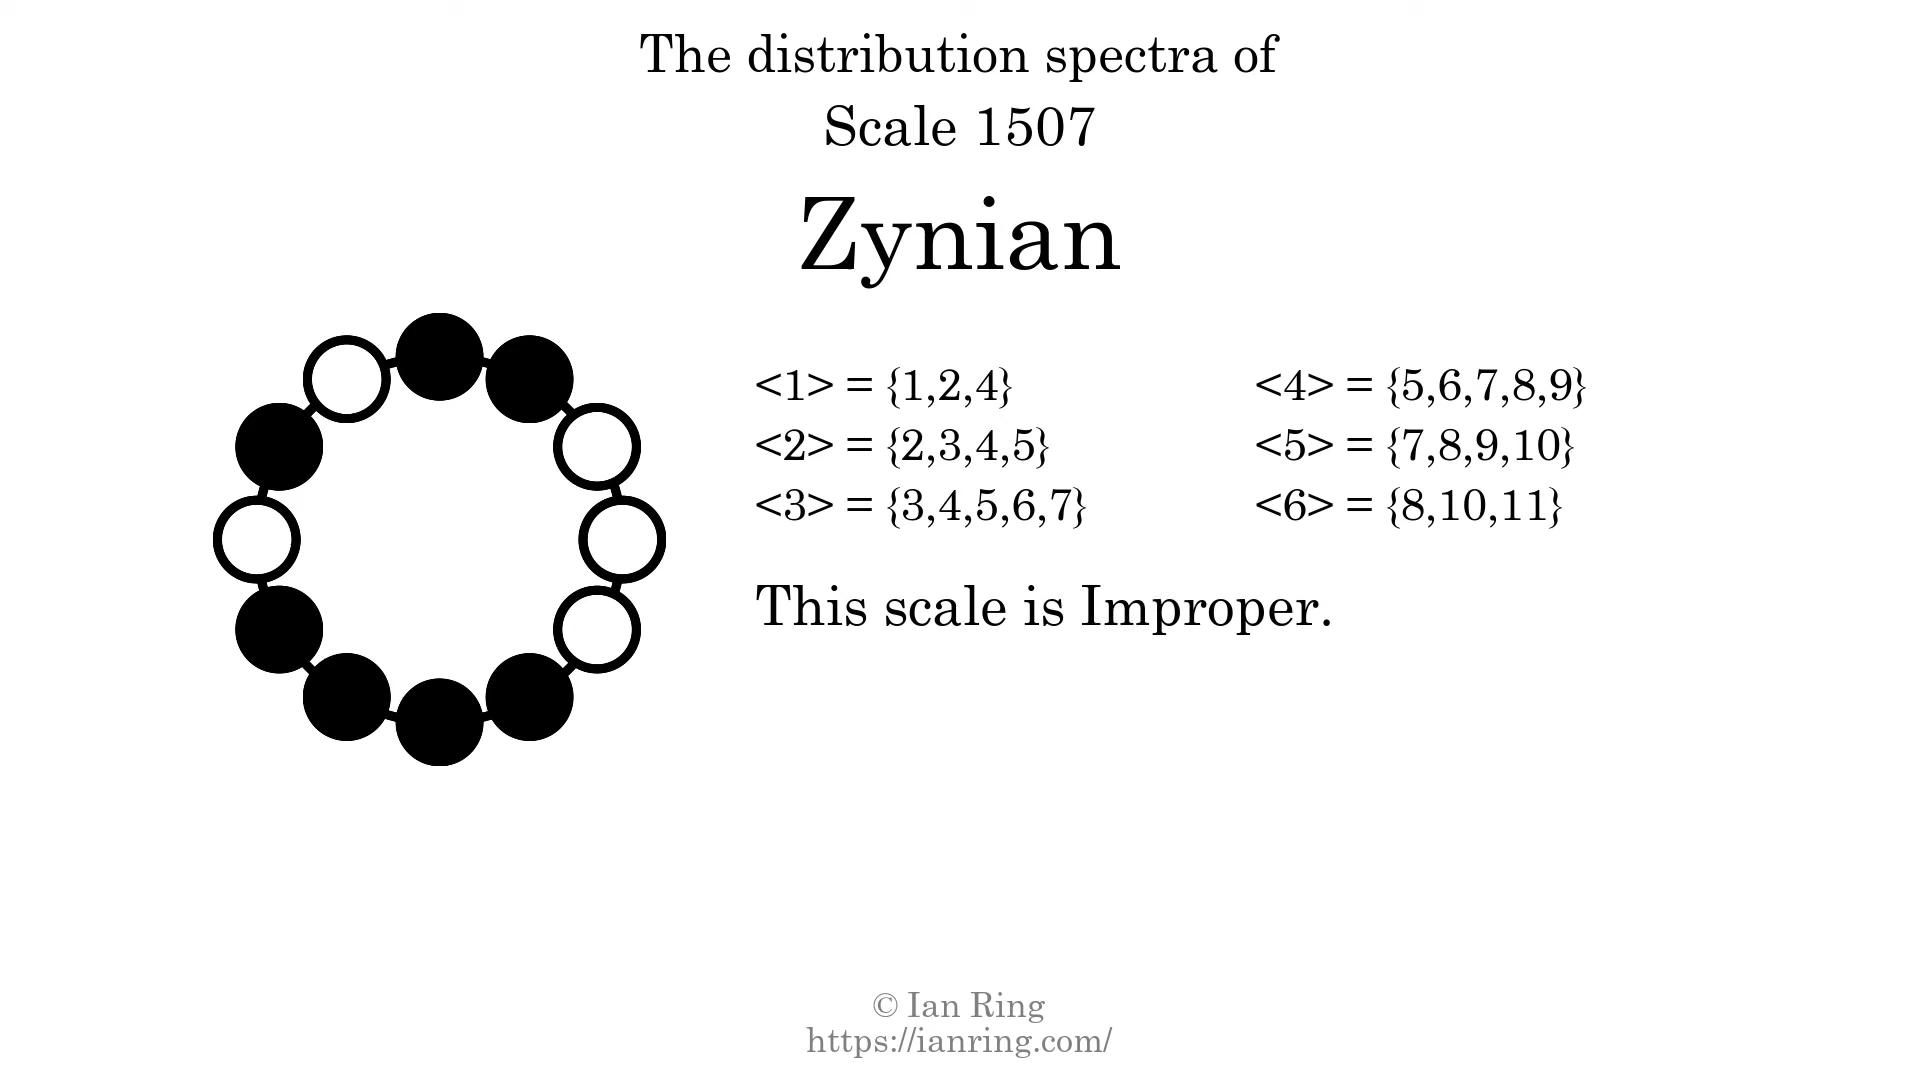 The distribution spectra of
Scale 1507
Zynian
<1> = {1,2,4}
<2> = {2,3,4,5}
<3> = {3,4,5,6,7}
<4> = {5,6,7,8,9}
<5> = {7,8,9,10}
<6> = {8,10,11}
This scale is Improper.
© Ian Ring
https://ianring.com/